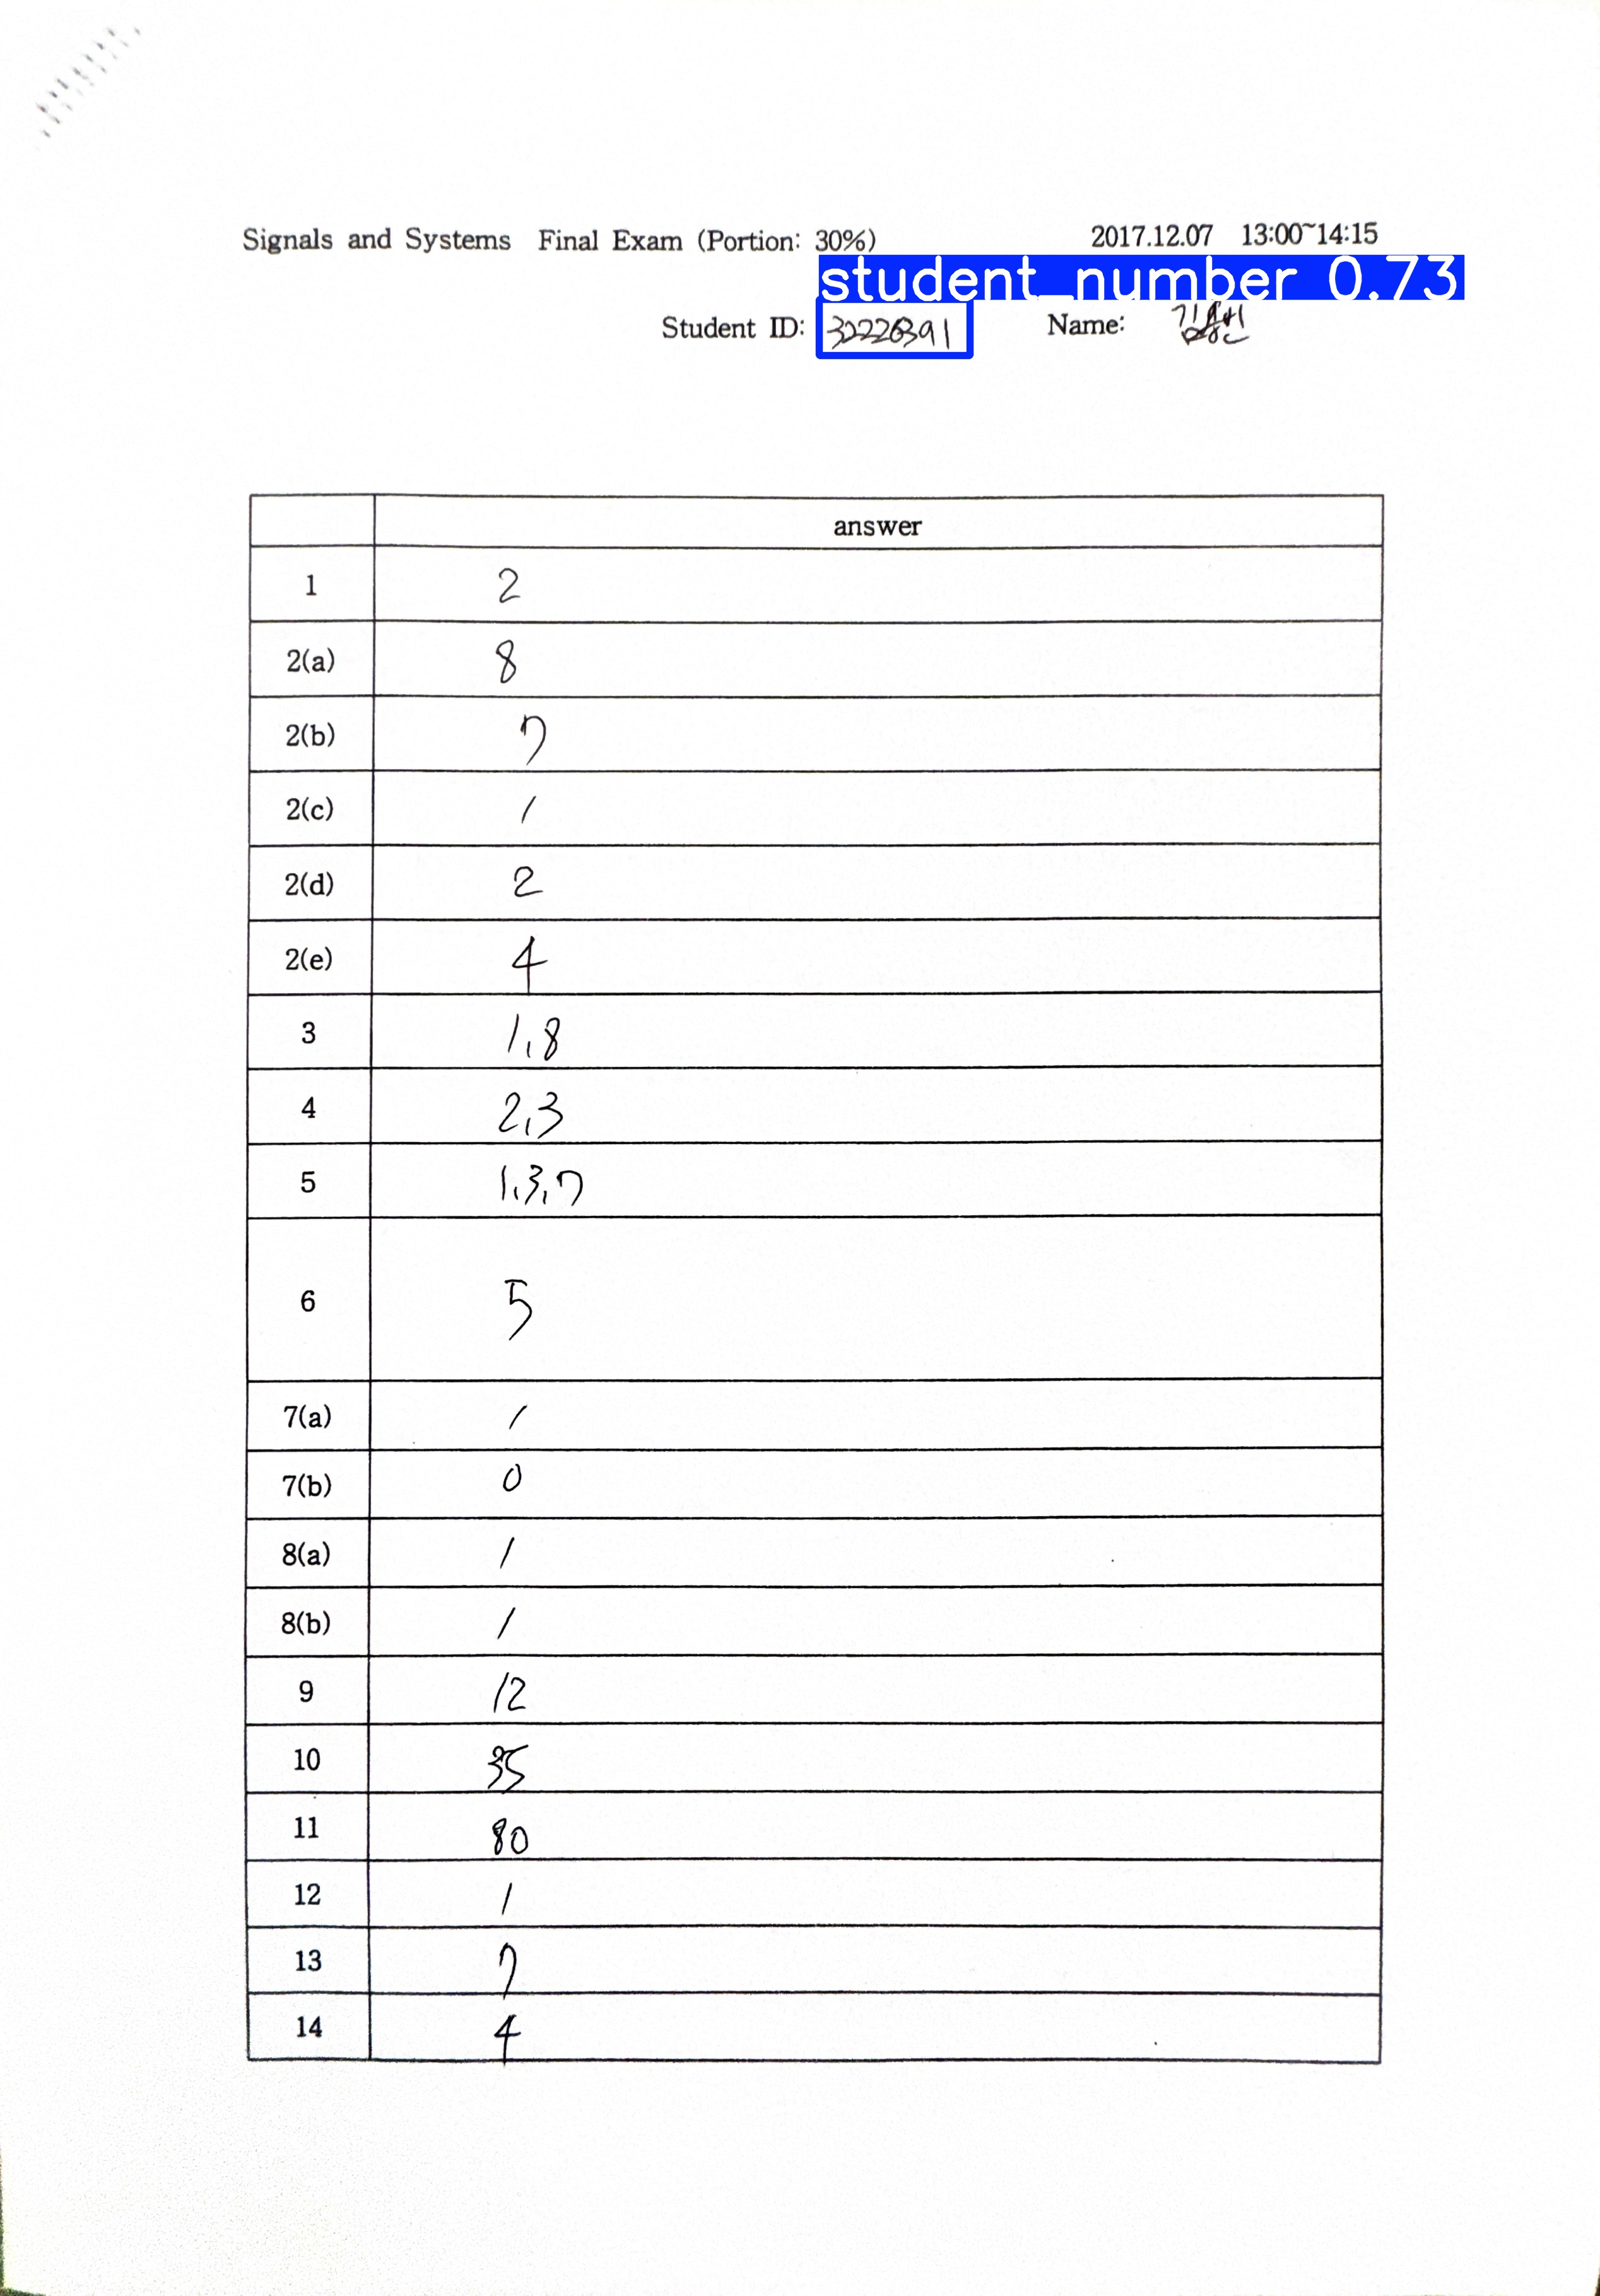 Signals and Systems Final Exam (Portion: 30%) 2017.12.07 13:00~14:15
student_number 0.73
Student ID: 32226391 Name:
answer
1 2
2(a) 8
2(b) 7
2(c) 1
2(d) 2
2(e) 4
3 1,8
4 2,3
5 1,3,7
6 5
7(a) 1
7(b) 0
8(a) 1
8(b) 1
9 12
10 35
11 80
12 1
13 7
14 4